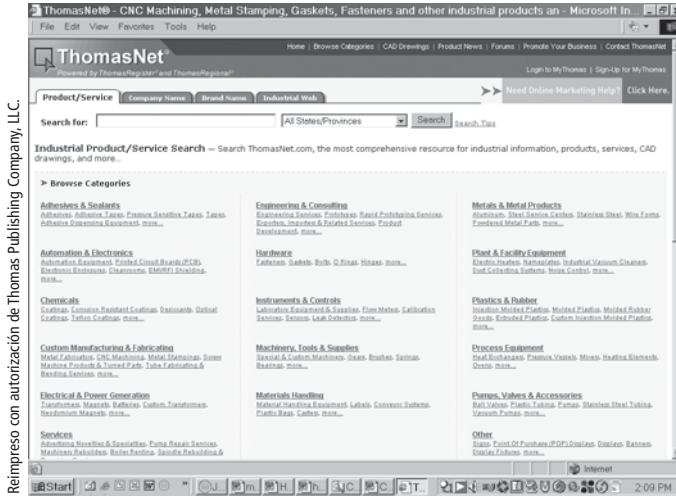 Reimpreso con autorización de Thomas Publishing Company, LLC.
ThomasNet® - CNC Machining, Metal Stamping, Gaskets, Fasteners and other industrial products an - Microsoft In...
File Edit View Favorites Tools Help
Home | Browse Categories | CAD Drawings | Product News | Forums | Promote Your Business | Contact ThomasNet
ThomasNet®
Powered by ThomasRegister® and ThomasRegional®
Login to MyThomas | Sign-Up for MyThomas
Product/Service Company Name Brand Name Industrial Web
Need Online Marketing Help? Click Here.
Search for: All States/Provinces Search Search Tips
Industrial Product/Service Search — Search ThomasNet.com, the most comprehensive resource for industrial information, products, services, CAD
drawings, and more...
Browse Categories
Adhesives & Sealants
Adhesives, Adhesive Tapes, Pressure Sensitive Tapes, Tapes,
Adhesive Dispensing Equipment, more...
Engineering & Consulting
Engineering Services, Prototypes, Rapid Prototyping Services,
Exporters, Importers & Related Services, Product
Development, more...
Metals & Metal Products
Aluminum, Steel Service Centers, Stainless Steel, Wire Forms,
Powdered Metal Parts, more...
Automation & Electronics
Automation Equipment, Printed Circuit Boards (PCB),
Electronic Enclosures, Cleanrooms, EMI/RFI Shielding,
more...
Hardware
Fasteners, Gaskets, Bolts, O Rings, Hinges, more...
Plant & Facility Equipment
Electric Heaters, Nameplates, Industrial Vacuum Cleaners,
Dust Collecting Systems, Noise Control, more...
Chemicals
Coatings, Corrosion Resistant Coatings, Desiccants, Optical
Coatings, Teflon Coatings, more...
Instruments & Controls
Laboratory Equipment & Supplies, Flow Meters, Calibration
Services, Sensors, Leak Detectors, more...
Plastics & Rubber
Injection Molded Plastics, Molded Plastics, Molded Rubber
Goods, Extruded Plastics, Custom Injection Molded Plastics,
more...
Custom Manufacturing & Fabricating
Metal Fabricators, CNC Machining, Metal Stampings, Screw
Machine Products & Turned Parts, Tube Fabricating &
Bending Services, more...
Machinery, Tools & Supplies
Special & Custom Machinery, Gears, Brushes, Springs,
Bearings, more...
Process Equipment
Heat Exchangers, Pressure Vessels, Mixers, Heating Elements,
Ovens, more...
Electrical & Power Generation
Transformers, Magnets, Batteries, Custom Transformers,
Neodymium Magnets, more...
Materials Handling
Material Handling Equipment, Labels, Conveyor Systems,
Plastic Bags, Casters, more...
Pumps, Valves & Accessories
Ball Valves, Plastic Tubing, Pumps, Stainless Steel Tubing,
Vacuum Pumps, more...
Services
Advertising Novelties & Specialties, Pump Repair Services,
Machinery Rebuilders, Boiler Renting, Spindle Rebuilding &
Other
Signs, Point Of Purchase (POP) Displays, Displays, Banners,
Display Fixtures, more...
Internet
Start
2:09 PM